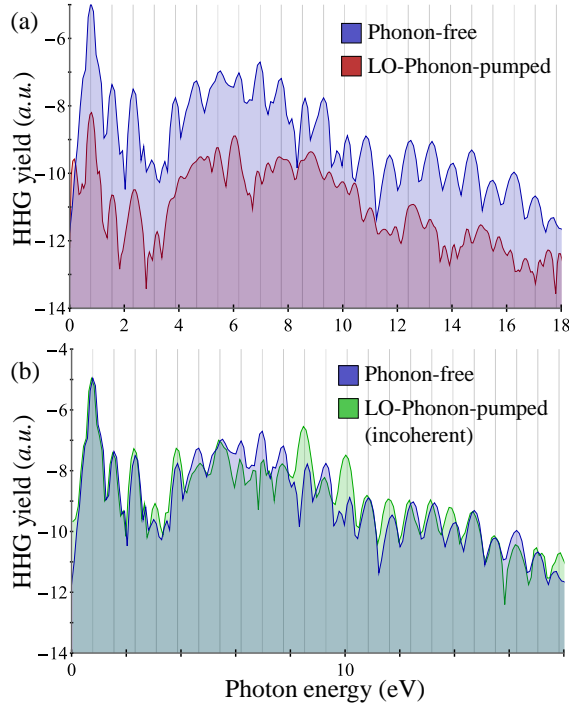 (a)
Phonon-free
LO-Phonon-pumped
HHG yield (a.u.)
−6
−8
−10
−12
−14
0 2 4 6 8 10 12 14 16 18
(b)
−4
Phonon-free
LO-Phonon-pumped
(incoherent)
HHG yield (a.u.)
−6
−8
−10
−12
−14
10
Photon energy (eV)